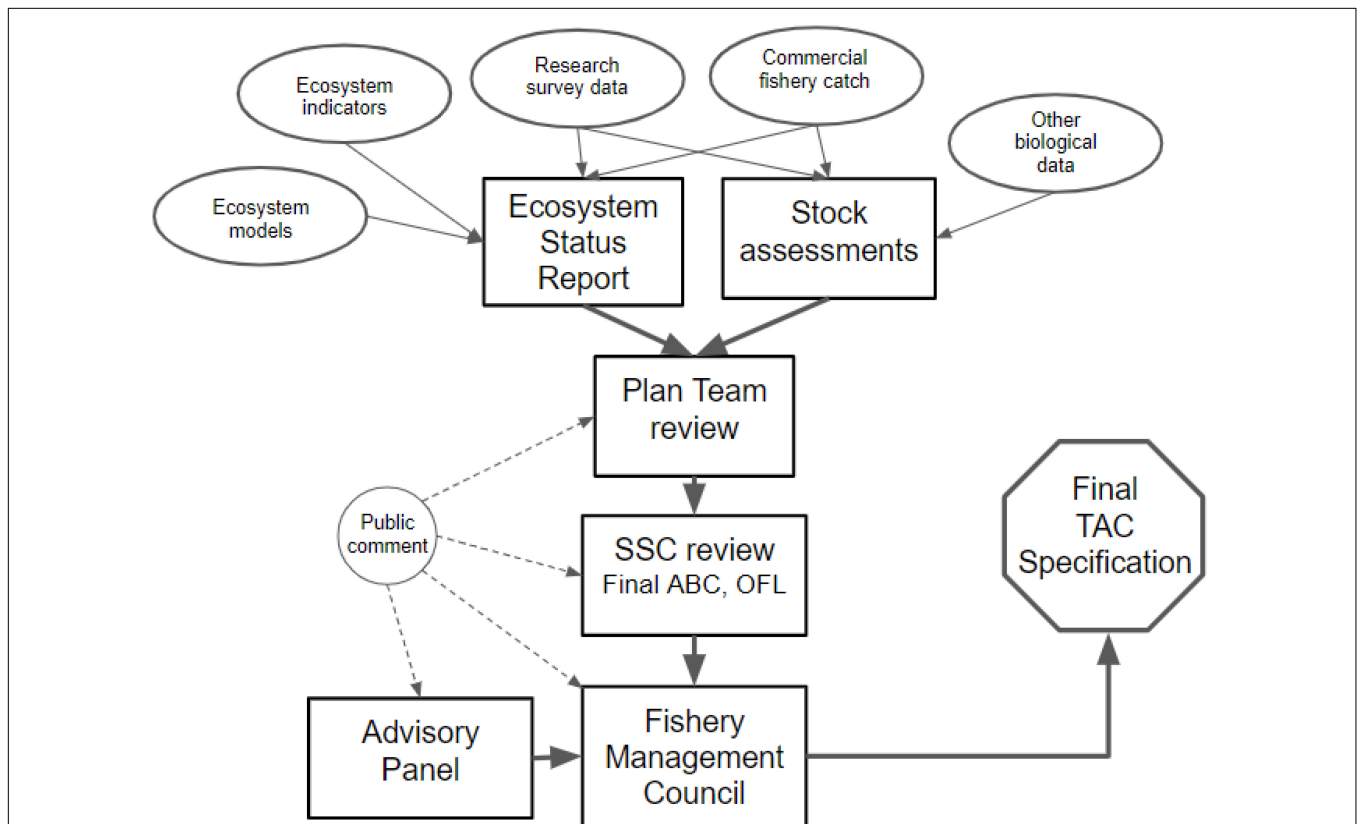 Ecosystem
indicators
Research
survey data
Commercial
fishery catch
Other
biological
data
Ecosystem
models
Ecosystem
Status
Report
Stock
assessments
Plan Team
review
Public
comment
SSC review
Final ABC, OFL
Final
TAC
Specification
Advisory
Panel
Fishery
Management
Council